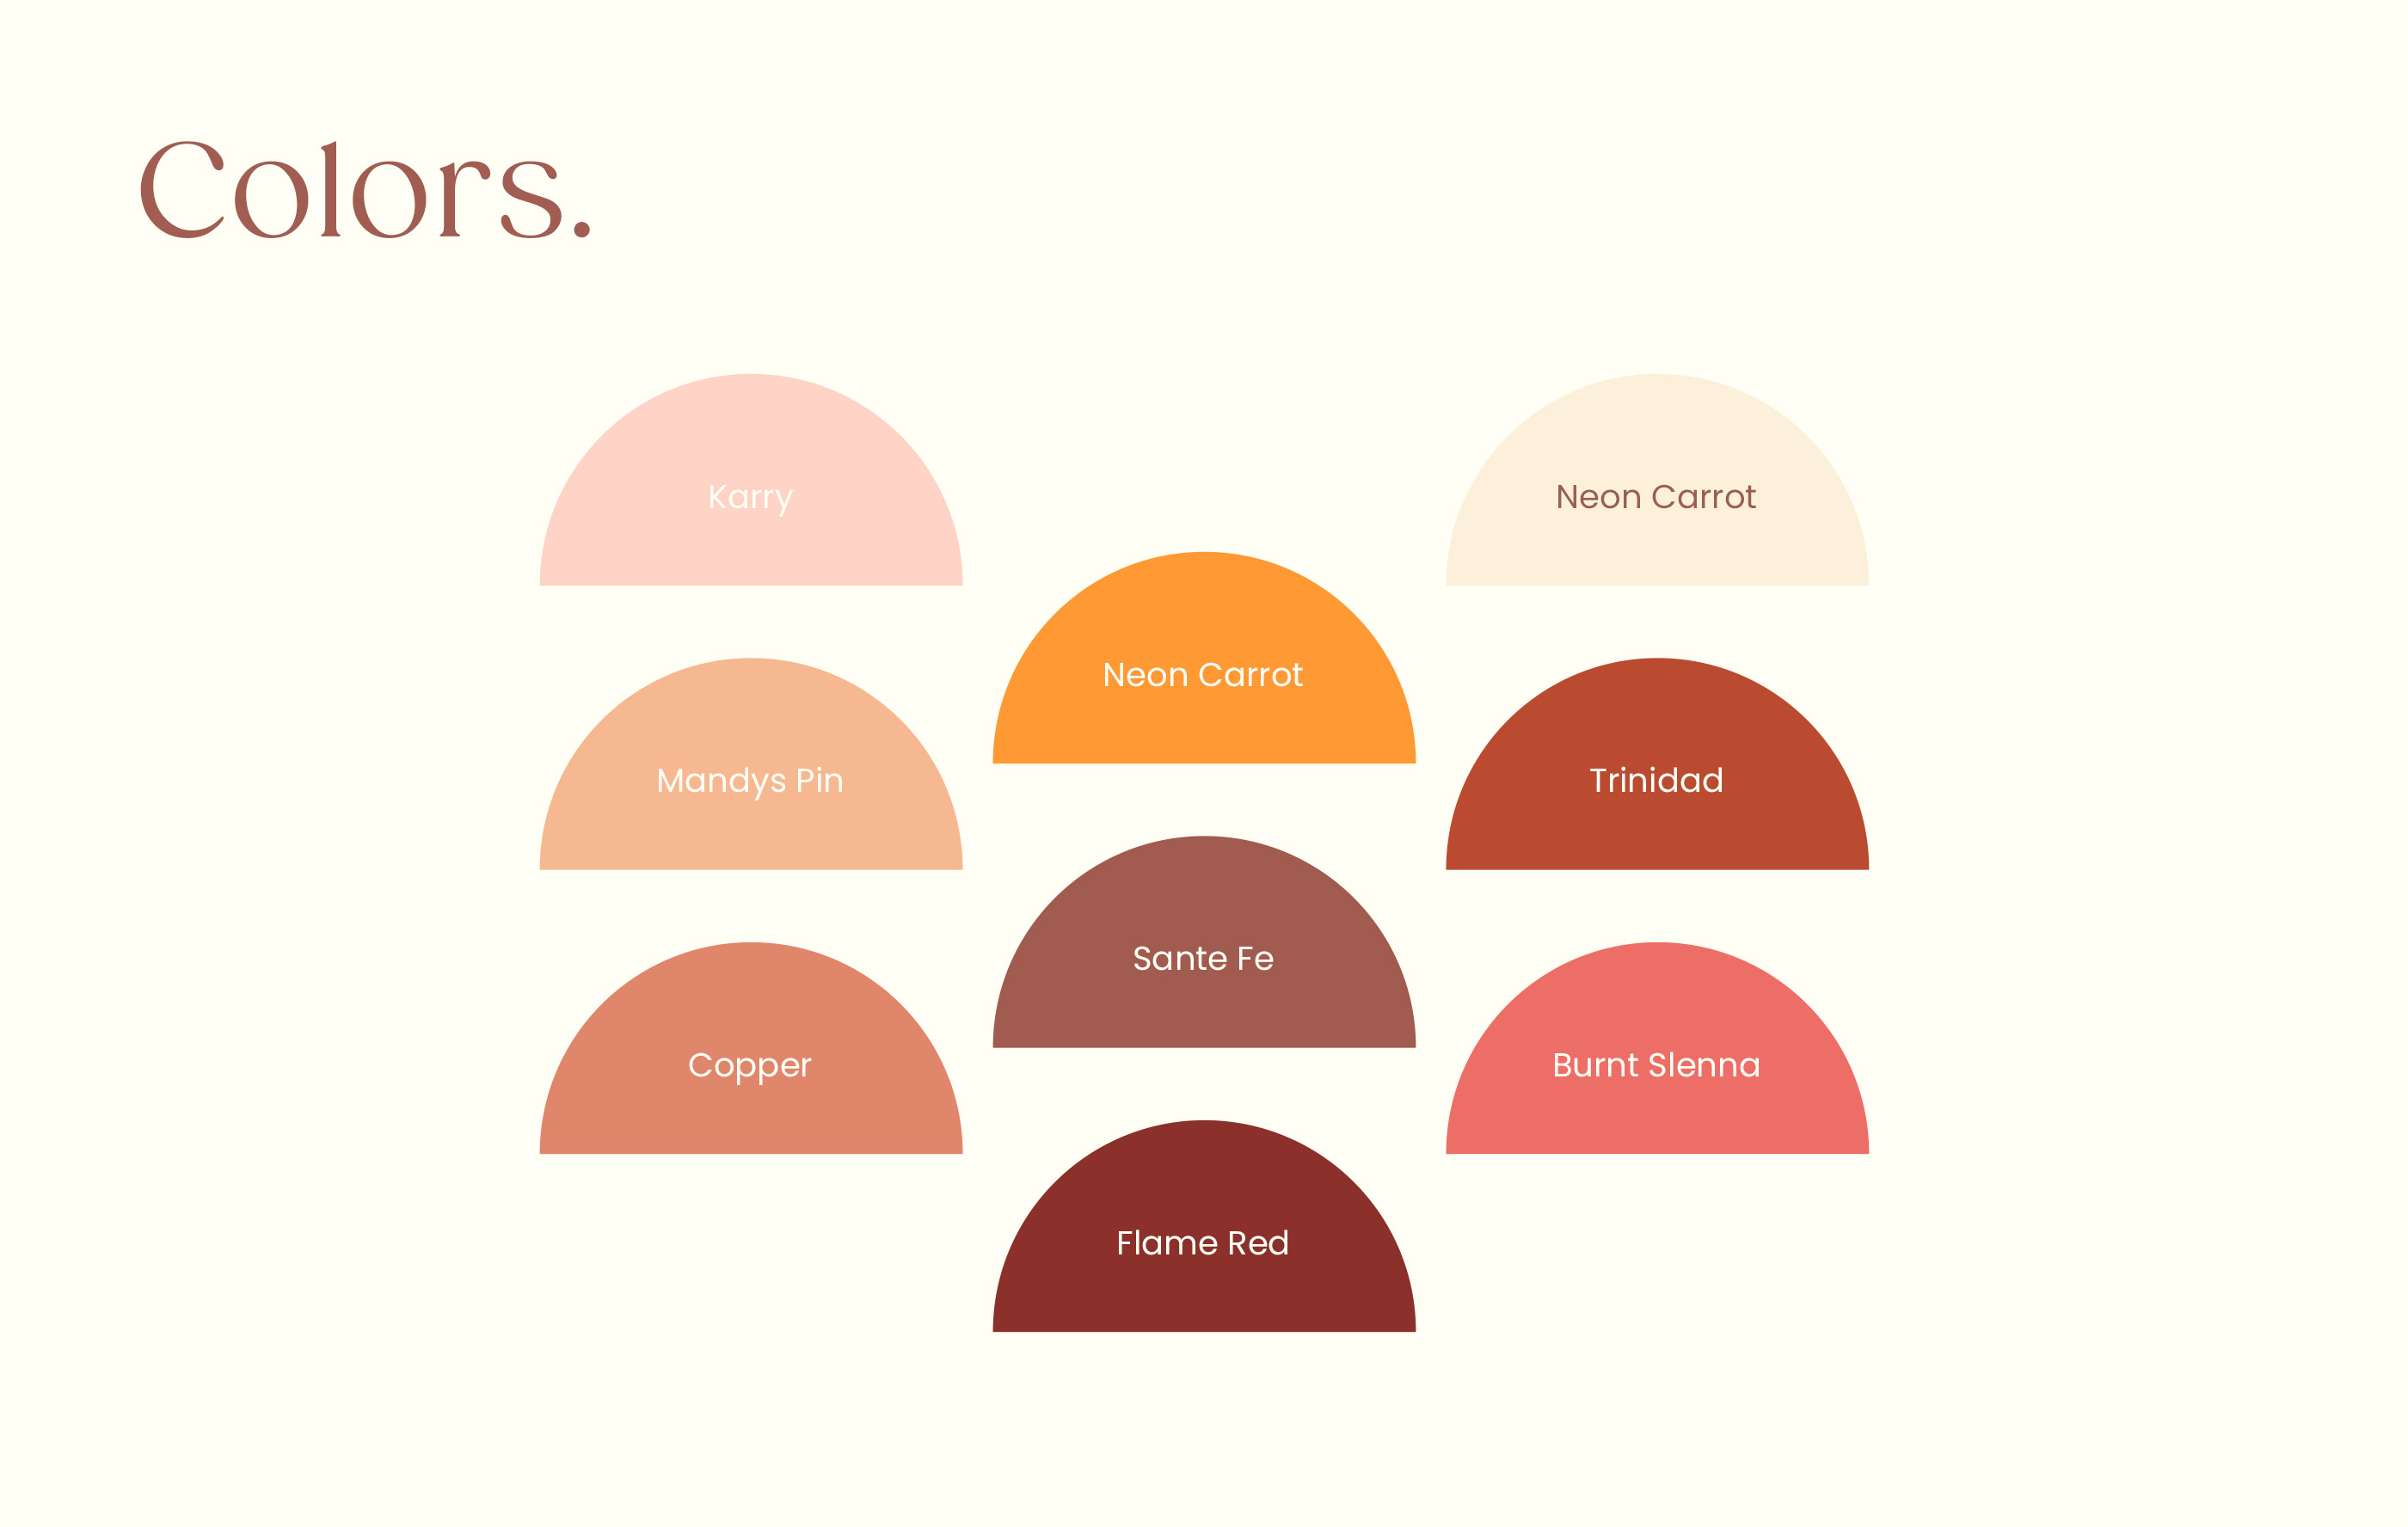 Colors.
Karry
Neon Carrot
Neon Carrot
Mandys Pin
Trinidad
Sante Fe
Copper
Burnt Slenna
Flame Red